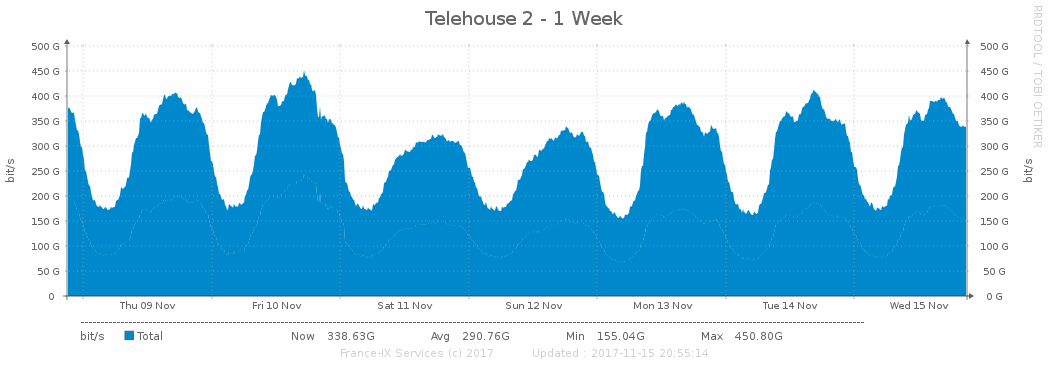 Telehouse 2 - 1 Week
RRDTOOL / TOBI OETIKER
500 G 500 G
450 G 450 G
400 G 400 G
350 G 350 G
300 G 300 G
250 G 250 G
200 G 200 G
150 G 150 G
100 G 100 G
50 G 50 G
0 0 G
bit/s bit/s
Thu 09 Nov Fri 10 Nov Sat 11 Nov Sun 12 Nov Mon 13 Nov Tue 14 Nov Wed 15 Nov
bit/s Total Now 338.63G Avg 290.76G Min 155.04G Max 450.80G
France-IX Services (c) 2017 Updated : 2017-11-15 20:55:14